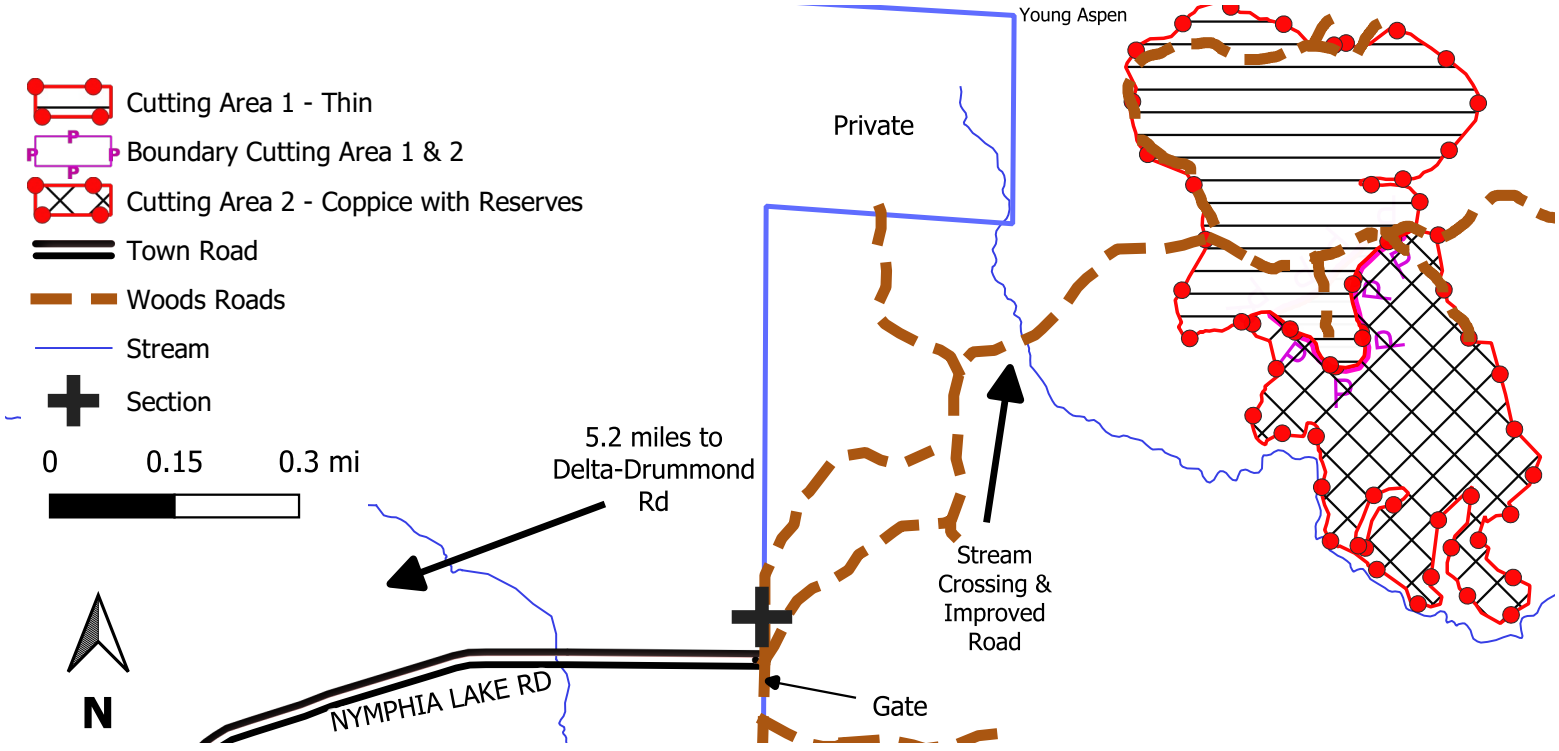 Young Aspen
Cutting Area 1 - Thin
Private
P
P P Boundary Cutting Area 1 & 2
P
Cutting Area 2 - Coppice with Reserves
Town Road
Woods Roads
Stream
Section
P
P
P
P
P
0 0.15 0.3 mi
5.2 miles to
Delta-Drummond
Rd
Stream
Crossing &
Improved
Road
NYMPHIA LAKE RD
Gate
N